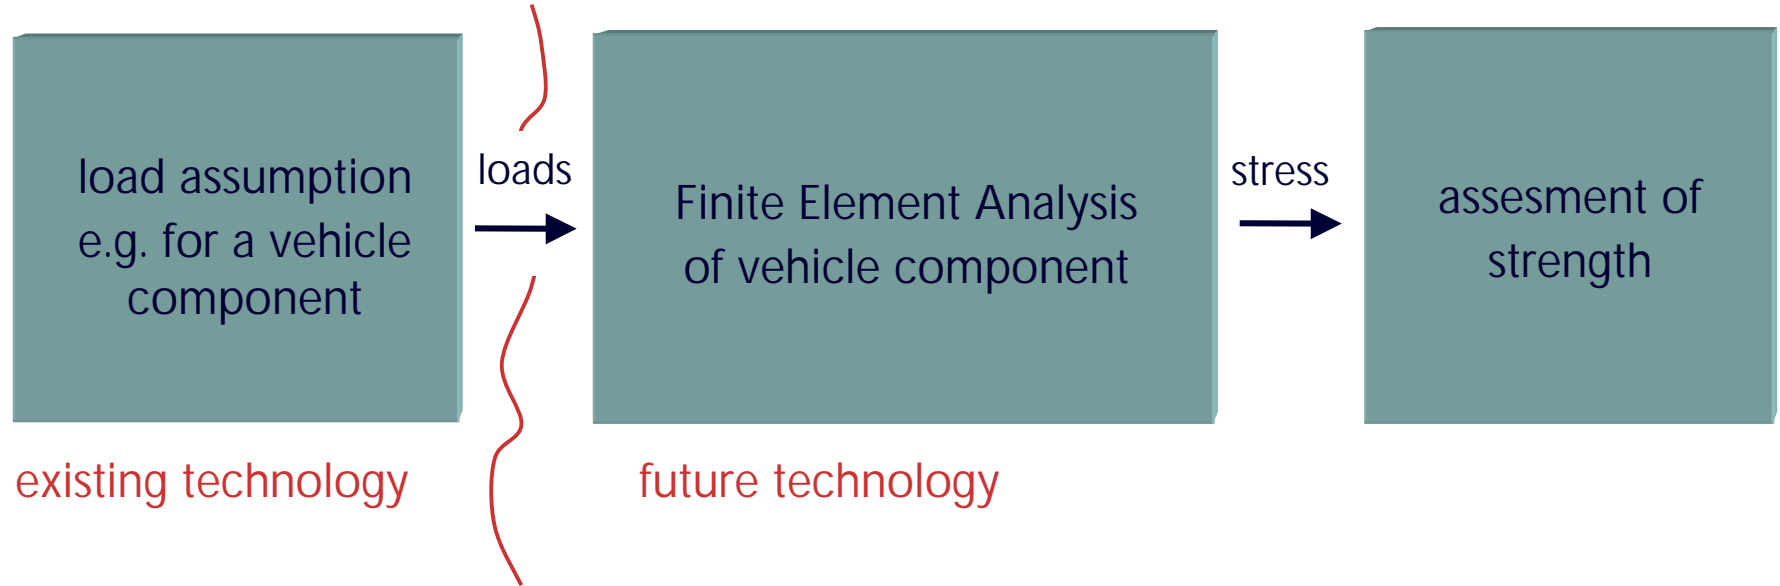 load assumption
e.g. for a vehicle
component
loads
Finite Element Analysis
of vehicle component
stress
assesment of
strength
existing technology
future technology